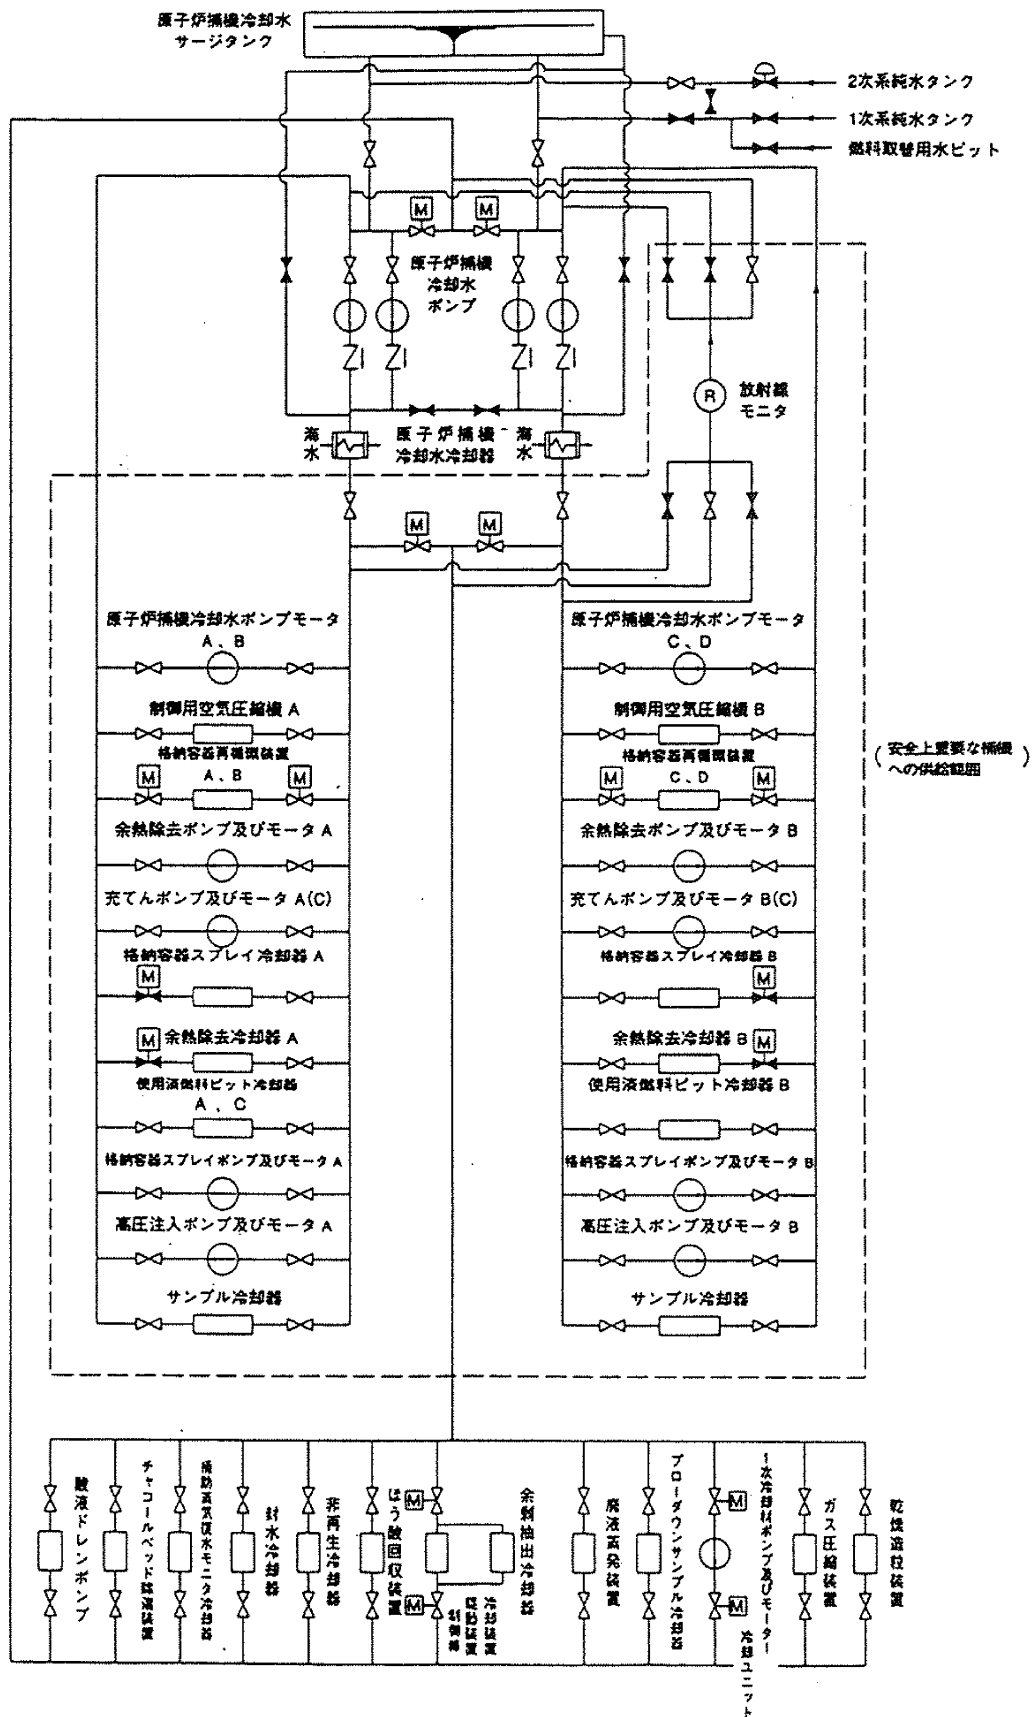 原子炉補機冷却水
サージタンク
2次系純水タンク
1次系純水タンク
燃料取替用水ピット
M
M
原子炉補機
冷却水
ポンプ
R
放射線
モニタ
海水
原子炉補機
冷却水冷却器
海水
M
M
原子炉補機冷却水ポンプモータ
A、B
原子炉補機冷却水ポンプモータ
C、D
制御用空気圧縮機 A
制御用空気圧縮機 B
格納容器再循環装置
A、B
M
M
格納容器再循環装置
C、D
M
M
(安全上重要な補機
への供給範囲)
余熱除去ポンプ及びモータ A
余熱除去ポンプ及びモータ B
充てんポンプ及びモータ A(C)
充てんポンプ及びモータ B(C)
格納容器スプレイ冷却器 A
M
格納容器スプレイ冷却器 B
M
余熱除去冷却器 A
M
余熱除去冷却器 B
M
使用済燃料ピット冷却器
A、C
使用済燃料ピット冷却器 B
格納容器スプレイポンプ及びモータ A
格納容器スプレイポンプ及びモータ B
高圧注入ポンプ及びモータ A
高圧注入ポンプ及びモータ B
サンプル冷却器
サンプル冷却器
酸液ドレンポンプ
チャコールベッド除湿装置
補助蒸気復水モニタ冷却器
封水冷却器
非再生冷却器
ほう酸回収装置
M
M
制御棒
駆動装置
冷却装置
余剰抽出冷却器
廃液蒸発装置
ブローダウンサンプル冷却器
M
M
1次冷却材ポンプ及びモーター
冷却ユニット
ガス圧縮装置
乾燥造粒装置